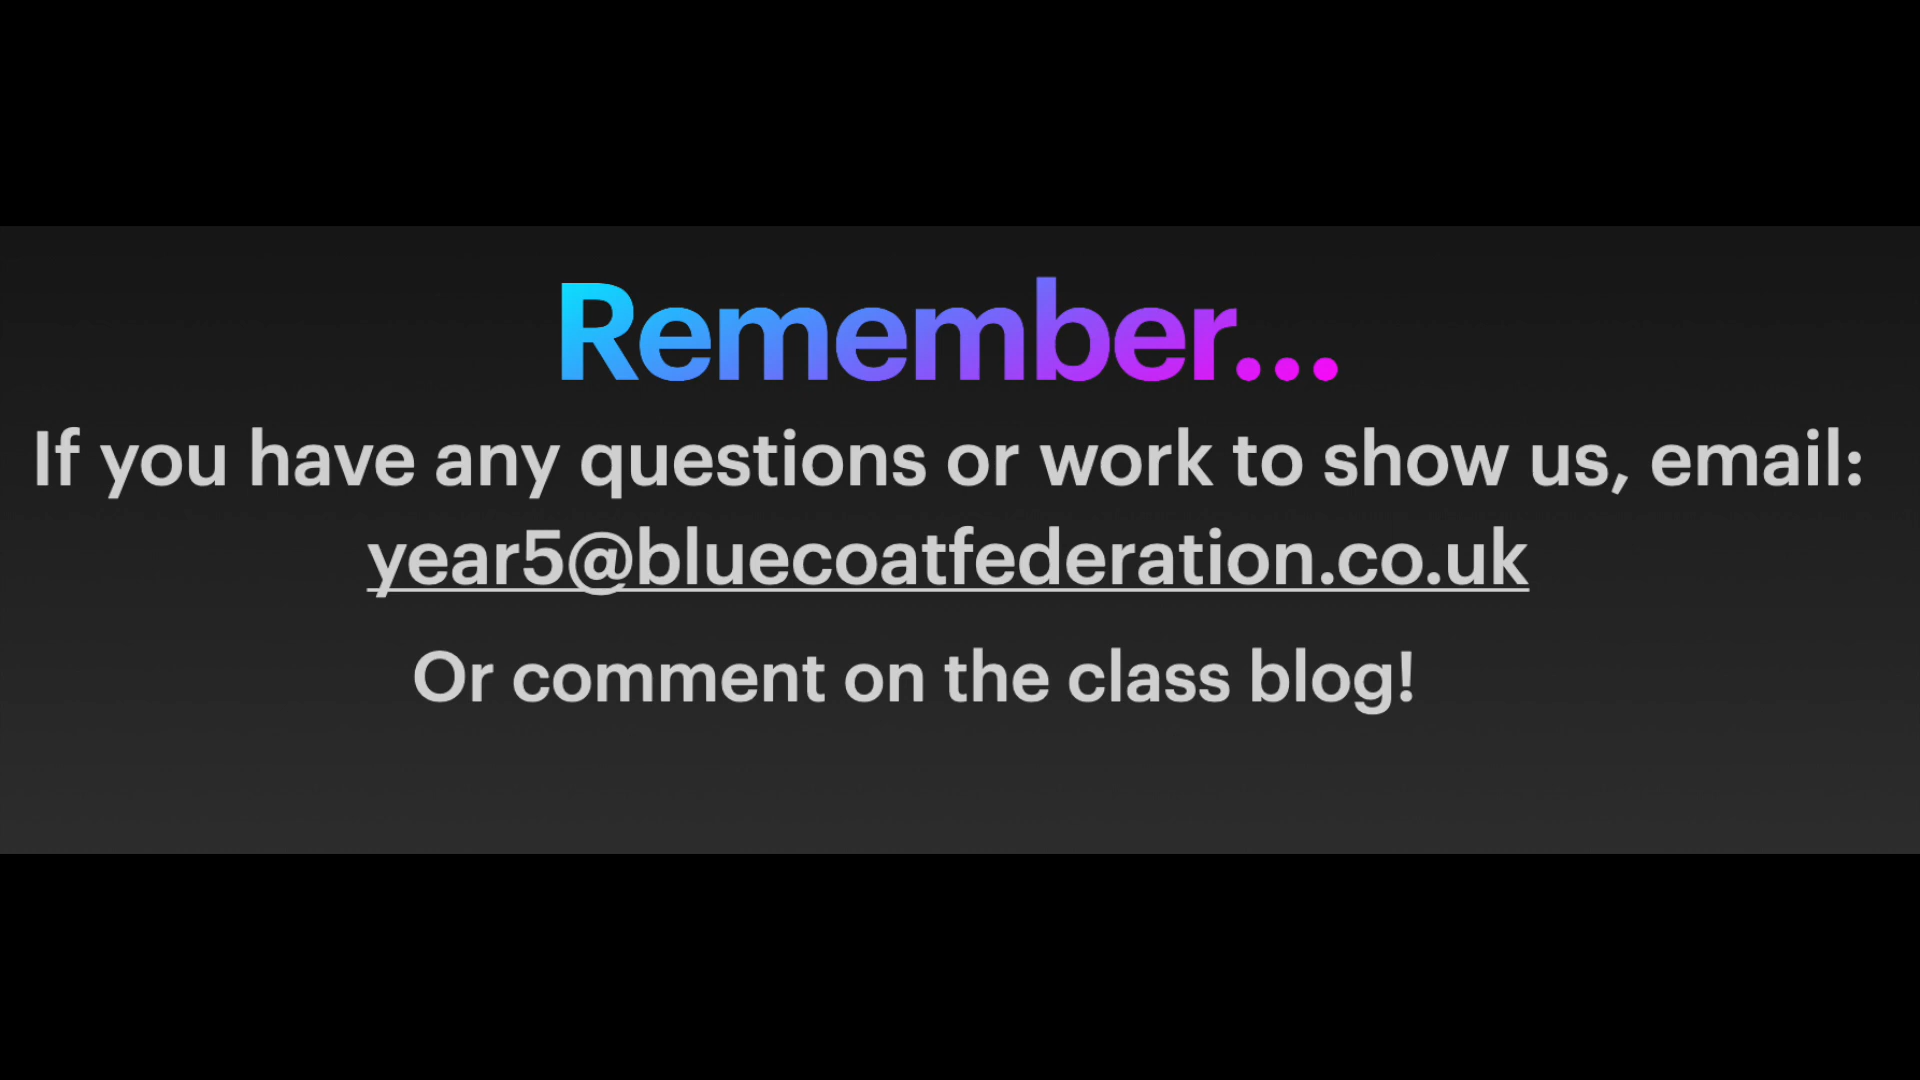 Remember...
If you have any questions or work to show us, email:
year5@bluecoatfederation.co.uk
Or comment on the class blog!